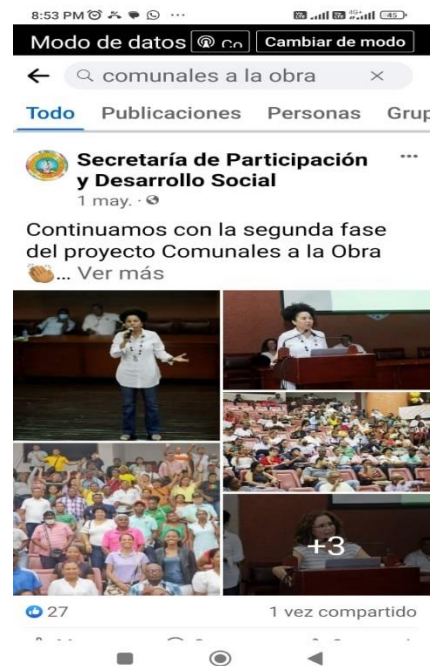 8:53 PM
45
Modo de datos Co
Cambiar de modo
comunales a la obra
Todo Publicaciones Personas Grup
Secretaría de Participación
y Desarrollo Social
1 may. ·
Continuamos con la segunda fase
del proyecto Comunales a la Obra
... Ver más
+3
27
1 vez compartido